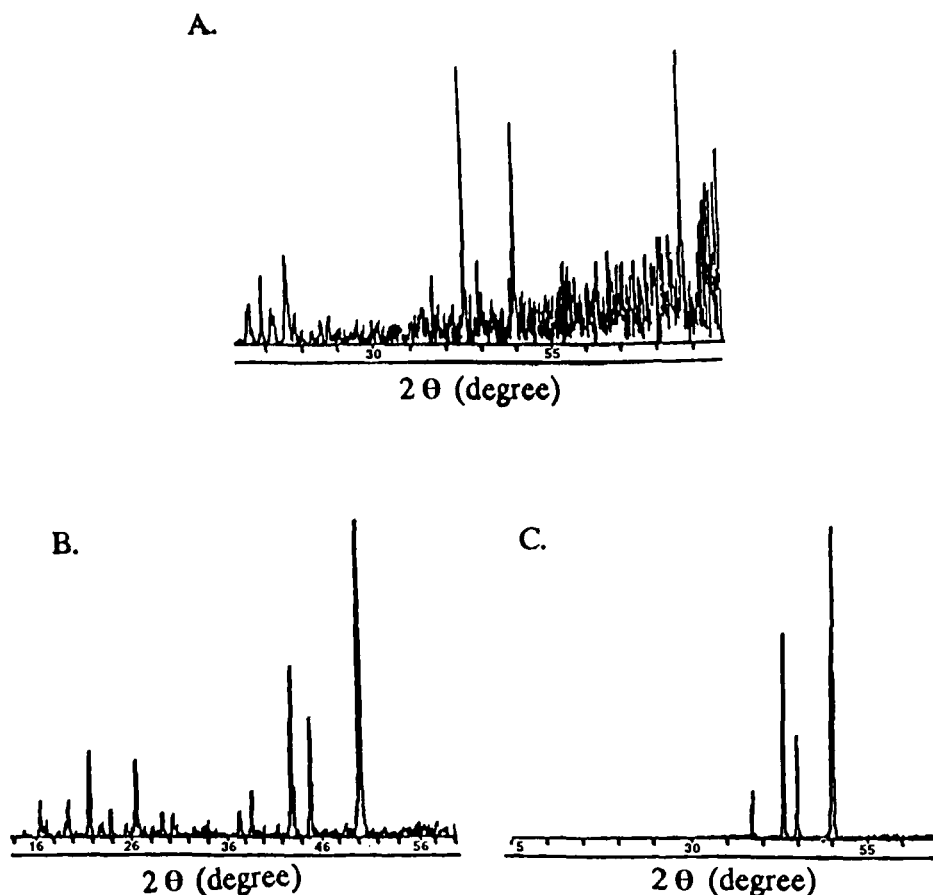 A.
30 55
2 θ (degree)
B. C.
16 26 36 46 56 5 30 55
2 θ (degree) 2 θ (degree)